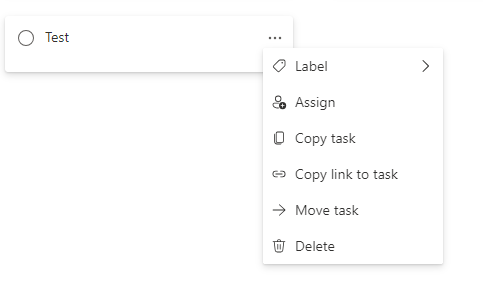 Test
Label
Assign
Copy task
Copy link to task
Move task
Delete